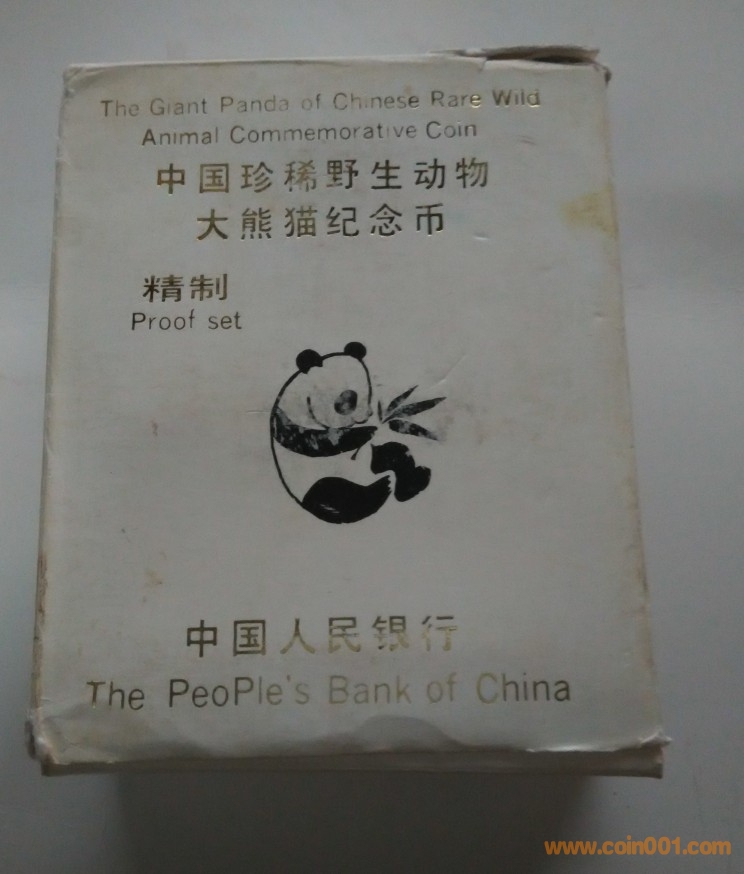 The Giant Panda of Chinese Rare Wild
Animal Commemorative Coin
中国珍稀野生动物
大熊猫纪念币
精制
Proof set
中国人民银行
The PeoPle's Bank of China
www.coin001.com